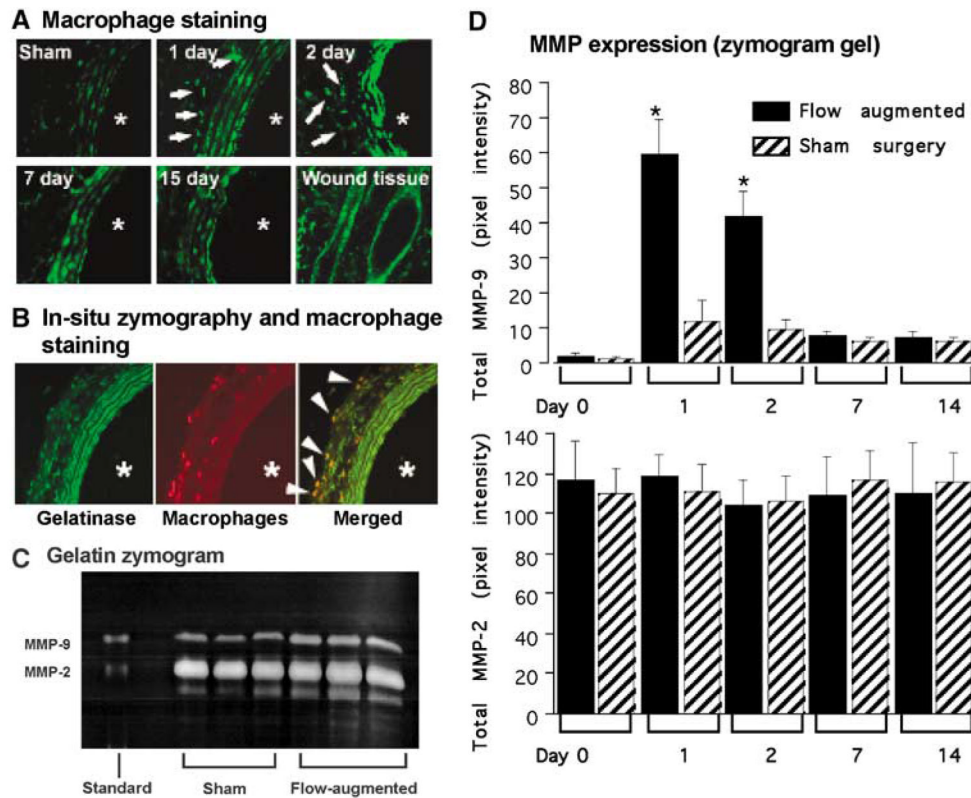 A Macrophage staining
Sham
1 day
2 day
*
*
*
7 day
15 day
Wound tissue
*
*
B In-situ zymography and macrophage
staining
*
*
*
Gelatinase
Macrophages
Merged
C Gelatin zymogram
MMP-9
MMP-2
Standard
Sham
Flow-augmented
D
MMP expression (zymogram gel)
Total MMP-9 (pixel intensity)
80
70
60
50
40
30
20
10
0
*
*
Flow augmented
Sham surgery
Day 0
1
2
7
14
Total MMP-2 (pixel intensity)
140
120
100
80
60
40
20
0
Day 0
1
2
7
14